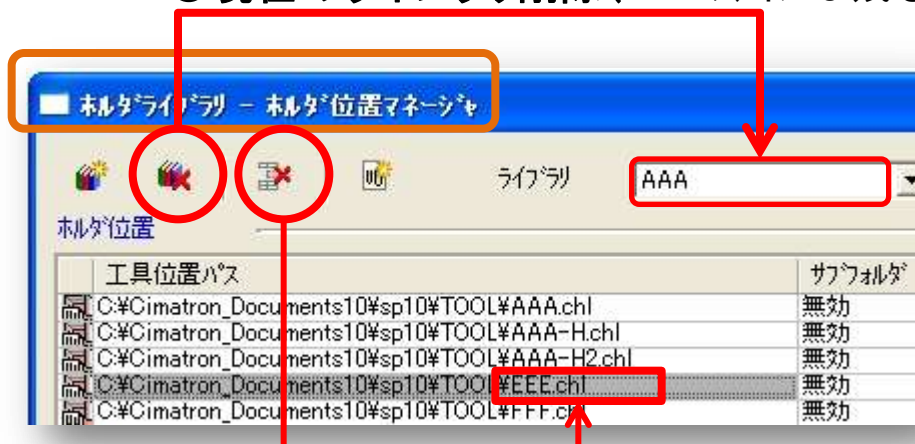 ホルダライブラリ - ホルダ位置マネージャ
ライブラリ AAA
ホルダ位置
工具位置パス サブフォルダ
C:¥Cimatron_Documents10¥sp10¥TOOL¥AAA.chl 無効
C:¥Cimatron_Documents10¥sp10¥TOOL¥AAA-H.chl 無効
C:¥Cimatron_Documents10¥sp10¥TOOL¥AAA-H2.chl 無効
C:¥Cimatron_Documents10¥sp10¥TOOL¥EEE.chl 無効
C:¥Cimatron_Documents10¥sp10¥TOOL¥FFF.chl 無効